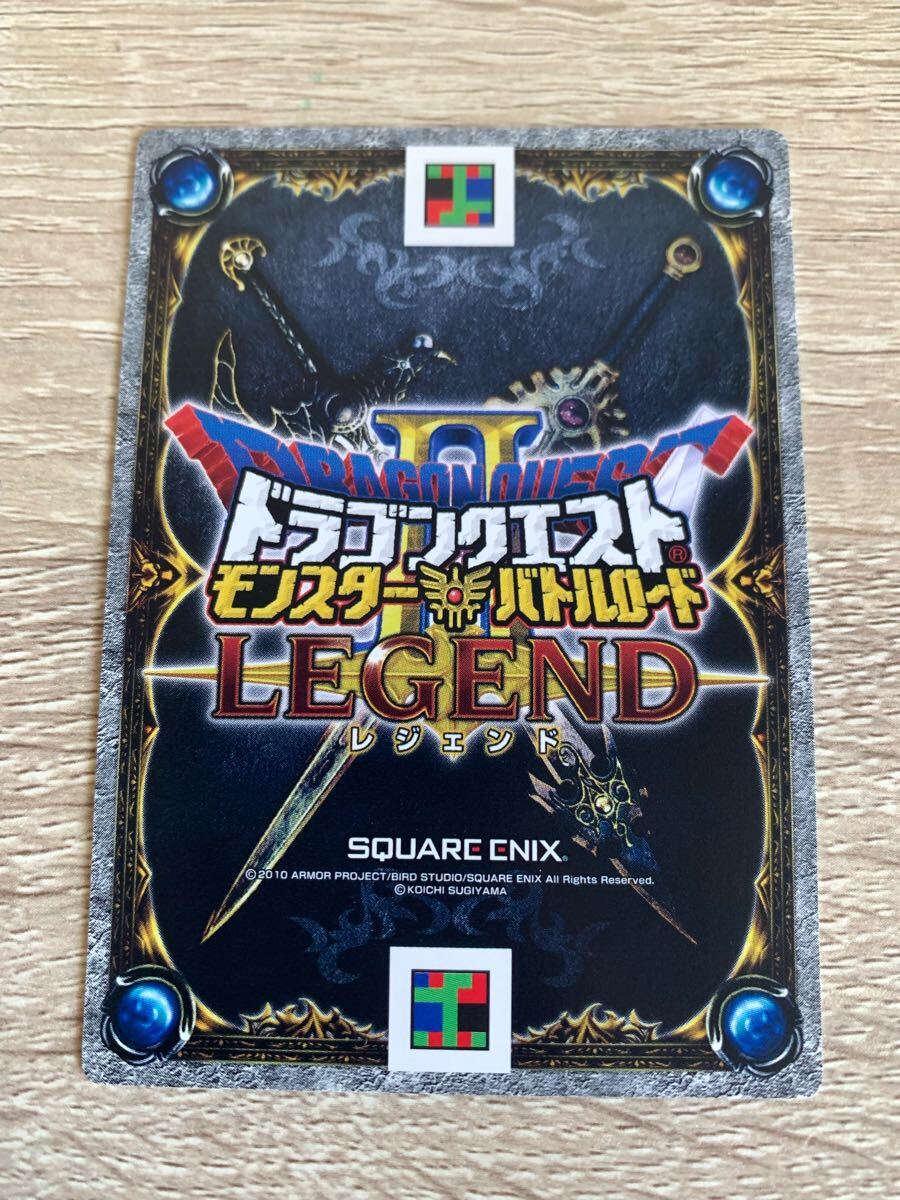 II
DRAGON QUEST
ドラゴンクエスト®
モンスターバトルロード
LEGEND
レジェンド
SQUARE ENIX®
©2010 ARMOR PROJECT/BIRD STUDIO/SQUARE ENIX All Rights Reserved.
©KOICHI SUGIYAMA